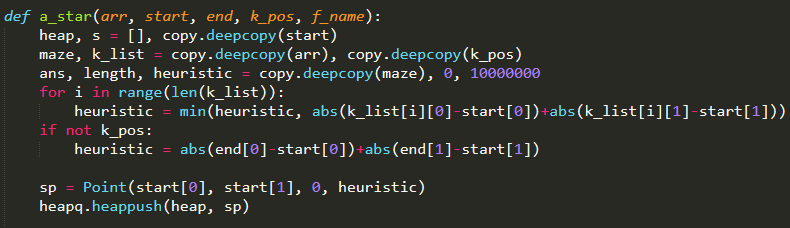 def a_star(arr, start, end, k_pos, f_name):
    heap, s = [], copy.deepcopy(start)
    maze, k_list = copy.deepcopy(arr), copy.deepcopy(k_pos)
    ans, length, heuristic = copy.deepcopy(maze), 0, 10000000
    for i in range(len(k_list)):
        heuristic = min(heuristic, abs(k_list[i][0]-start[0])+abs(k_list[i][1]-start[1]))
    if not k_pos:
        heuristic = abs(end[0]-start[0])+abs(end[1]-start[1])

    sp = Point(start[0], start[1], 0, heuristic)
    heapq.heappush(heap, sp)